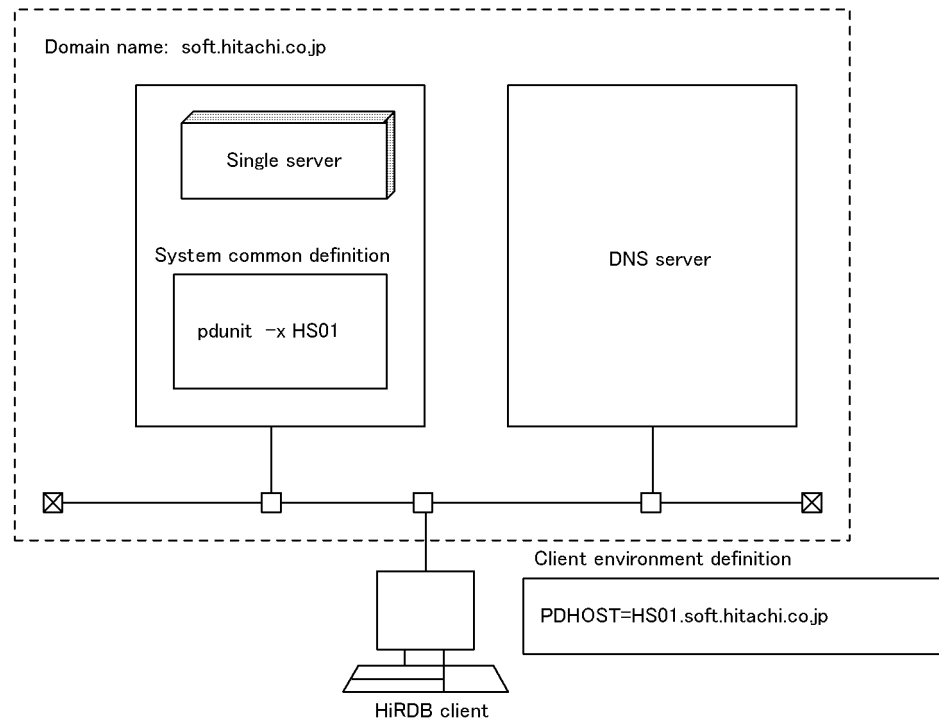 Domain name: soft.hitachi.co.jp
Single server
System common definition
pdunit -x HS01
DNS server
Client environment definition
PDHOST=HS01.soft.hitachi.co.jp
HiRDB client